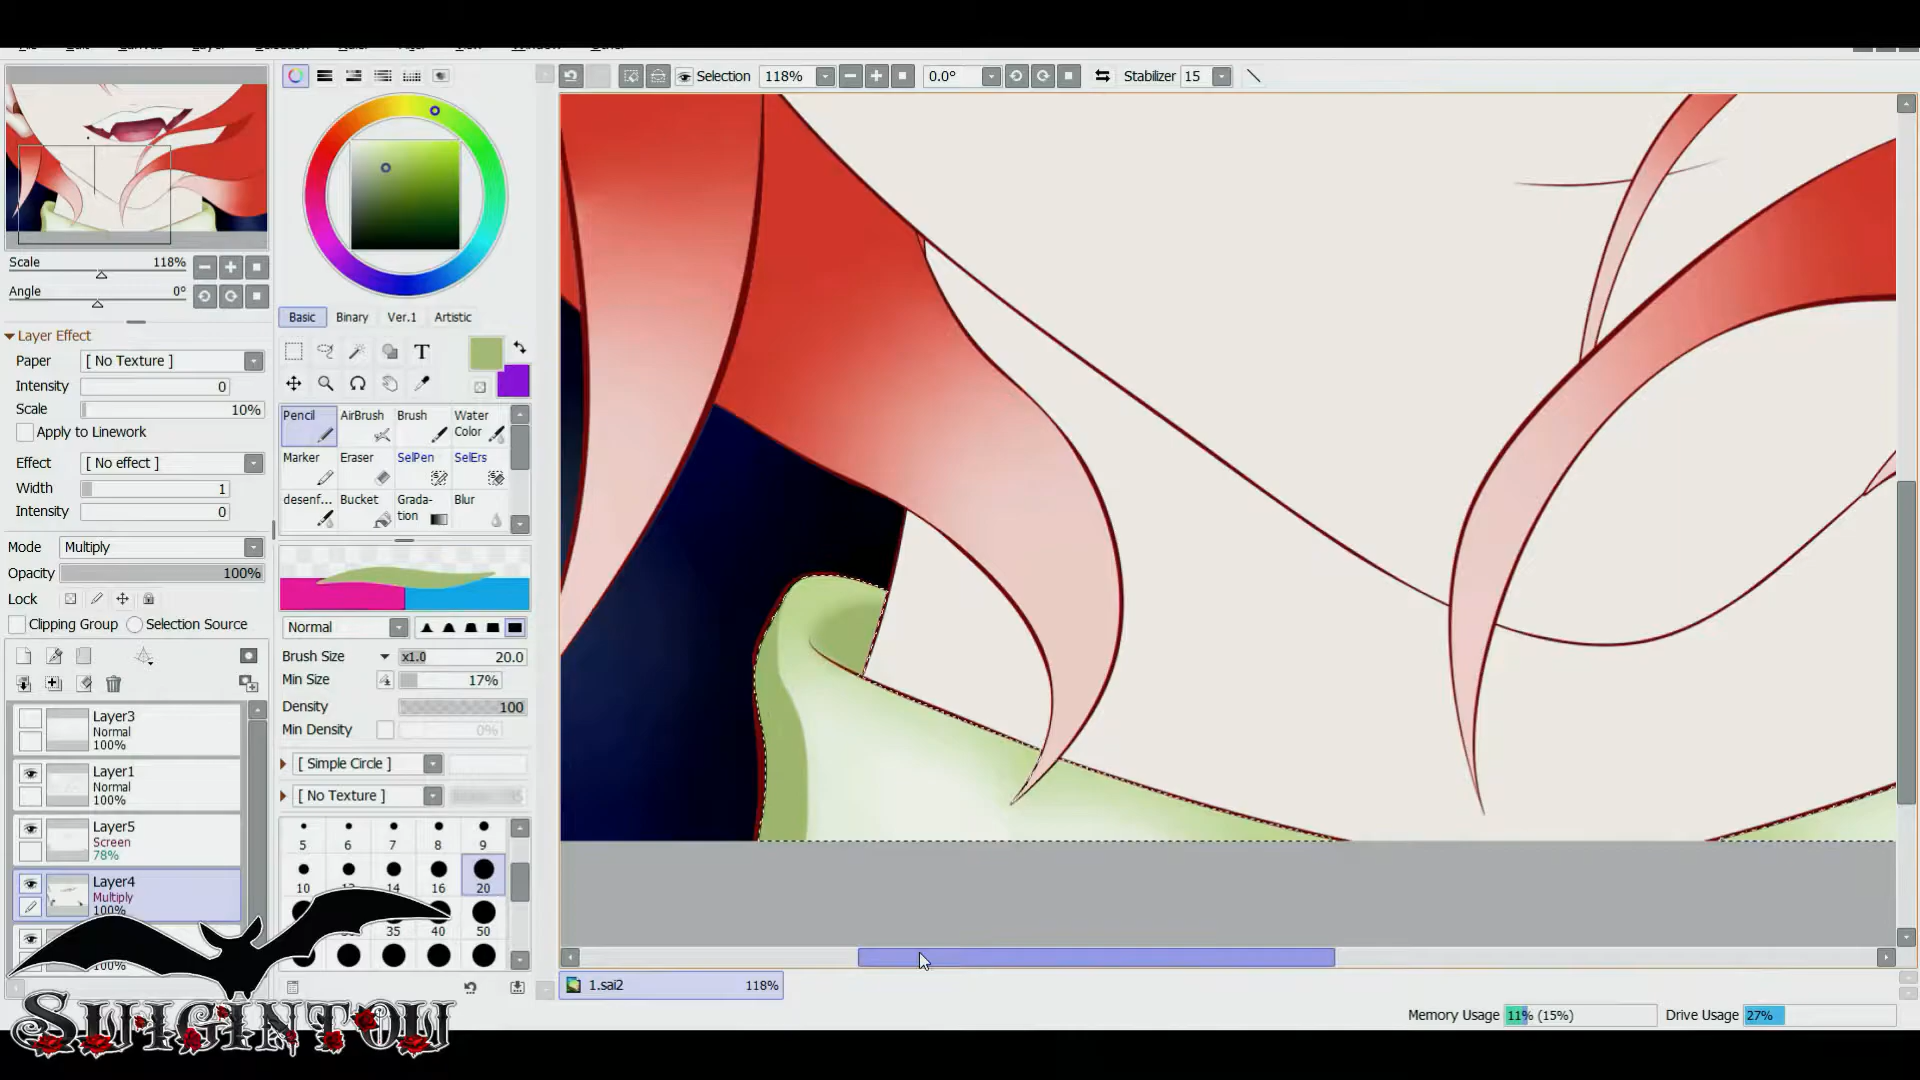 Selection
118%
0.0°
Stabilizer
15
Scale
118%
Angle
0°
Layer Effect
Paper
[ No Texture ]
Intensity
0
Scale
10%
Apply to Linework
Effect
[ No effect ]
Width
1
Intensity
0
Mode
Multiply
Opacity
100%
Lock
Clipping Group
Selection Source
Layer3
Normal
100%
Layer1
Normal
100%
Layer5
Screen
78%
Layer4
Multiply
100%
100%
Basic
Binary
Ver.1
Artistic
T
Pencil
AirBrush
Brush
Water
Color
Marker
Eraser
SelPen
SelErs
desenf...
Bucket
Grada-
tion
Blur
Normal
Brush Size
x1.0
20.0
Min Size
17%
Density
100
Min Density
0%
[ Simple Circle ]
[ No Texture ]
5
6
7
8
9
10
14
16
20
35
40
50
1.sai2
118%
Memory Usage
11% (15%)
Drive Usage
27%
SUIGINTOU